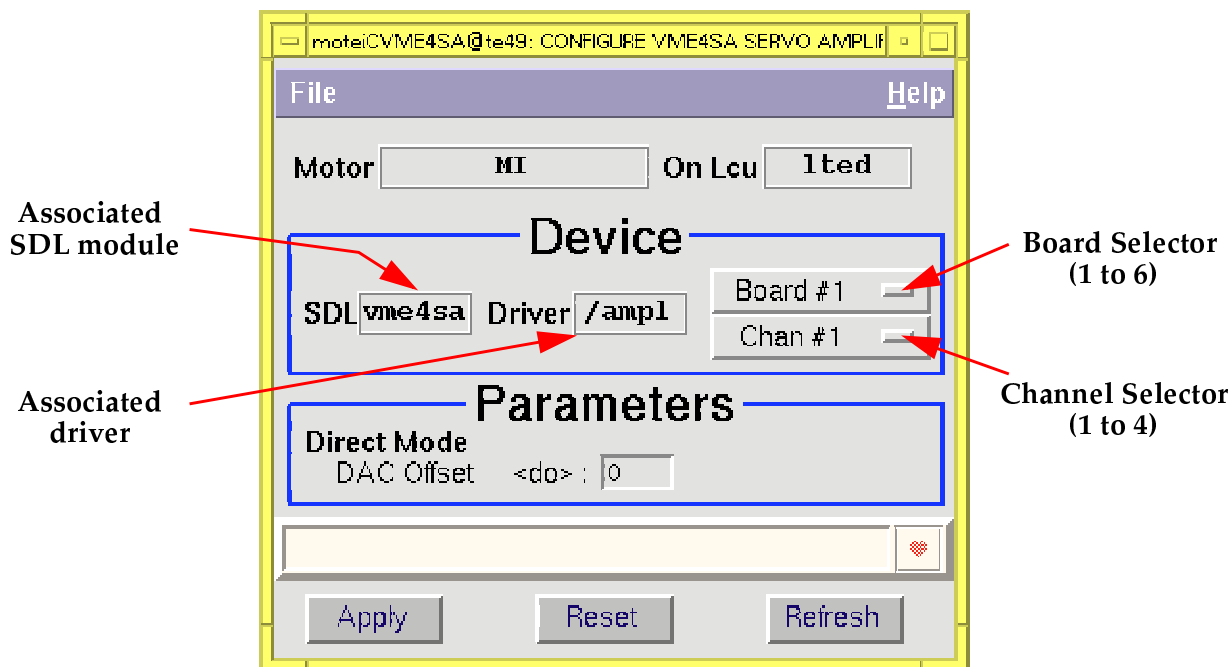 moteiCVME4SA@te49: CONFIGURE VME4SA SERVO AMPLIF
File Help
Motor MI On Lcu lted
Associated
SDL module
Device
Board Selector
(1 to 6)
SDL vme4sa Driver /ampl Board #1
Chan #1
Associated
driver
Parameters
Channel Selector
(1 to 4)
Direct Mode
DAC Offset <do> : 0
Apply Reset Refresh